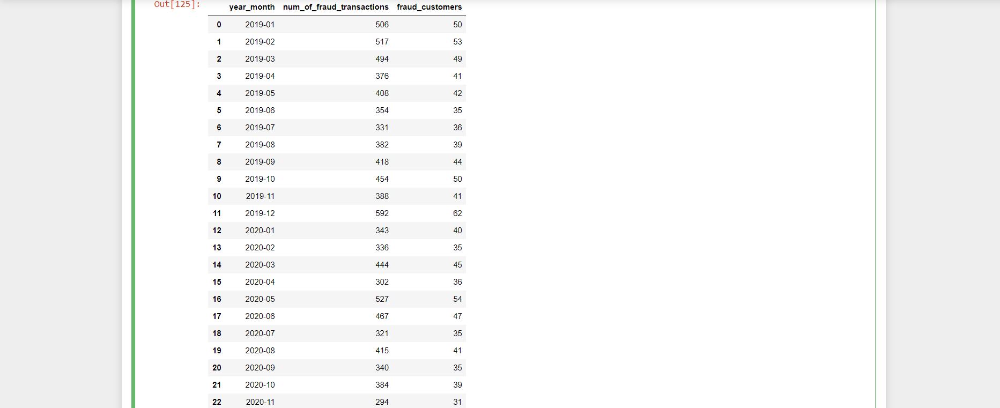 Out[125]:
year_month num_of_fraud_transactions fraud_customers
0 2019-01 506 50
1 2019-02 517 53
2 2019-03 494 49
3 2019-04 376 41
4 2019-05 408 42
5 2019-06 354 35
6 2019-07 331 36
7 2019-08 382 39
8 2019-09 418 44
9 2019-10 454 50
10 2019-11 388 41
11 2019-12 592 62
12 2020-01 343 40
13 2020-02 336 35
14 2020-03 444 45
15 2020-04 302 36
16 2020-05 527 54
17 2020-06 467 47
18 2020-07 321 35
19 2020-08 415 41
20 2020-09 340 35
21 2020-10 384 39
22 2020-11 294 31